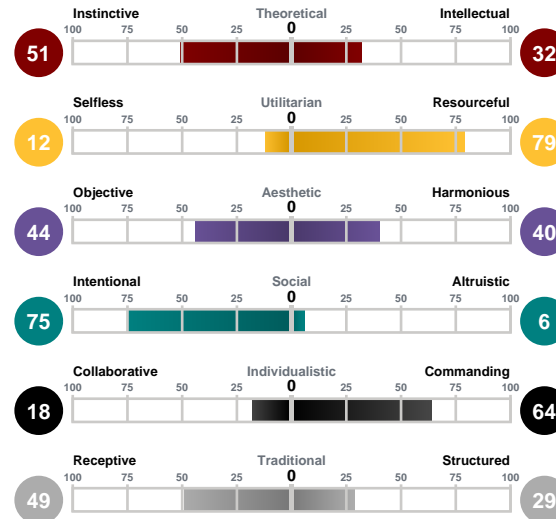 Instinctive Theoretical Intellectual
100 75 50 25 0 25 50 75 100
51 32
Selfless Utilitarian Resourceful
100 75 50 25 0 25 50 75 100
12 79
Objective Aesthetic Harmonious
100 75 50 25 0 25 50 75 100
44 40
Intentional Social Altruistic
100 75 50 25 0 25 50 75 100
75 6
Collaborative Individualistic Commanding
100 75 50 25 0 25 50 75 100
18 64
Receptive Traditional Structured
100 75 50 25 0 25 50 75 100
49 29